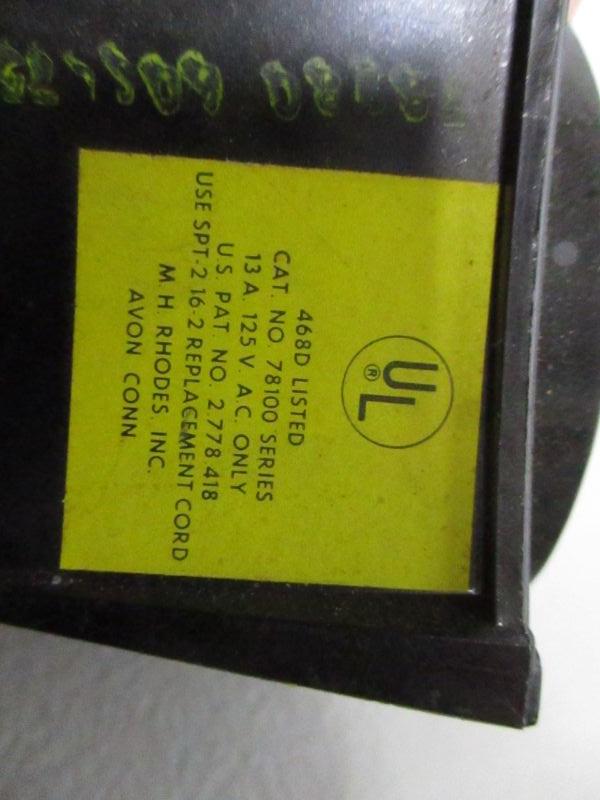 UL
®
468D LISTED
CAT. NO. 78100 SERIES
13 A. 125 V. A.C. ONLY
U.S. PAT. NO. 2 778 418
USE SPT-2 16-2 REPLACEMENT CORD
M. H. RHODES, INC.
AVON CONN.